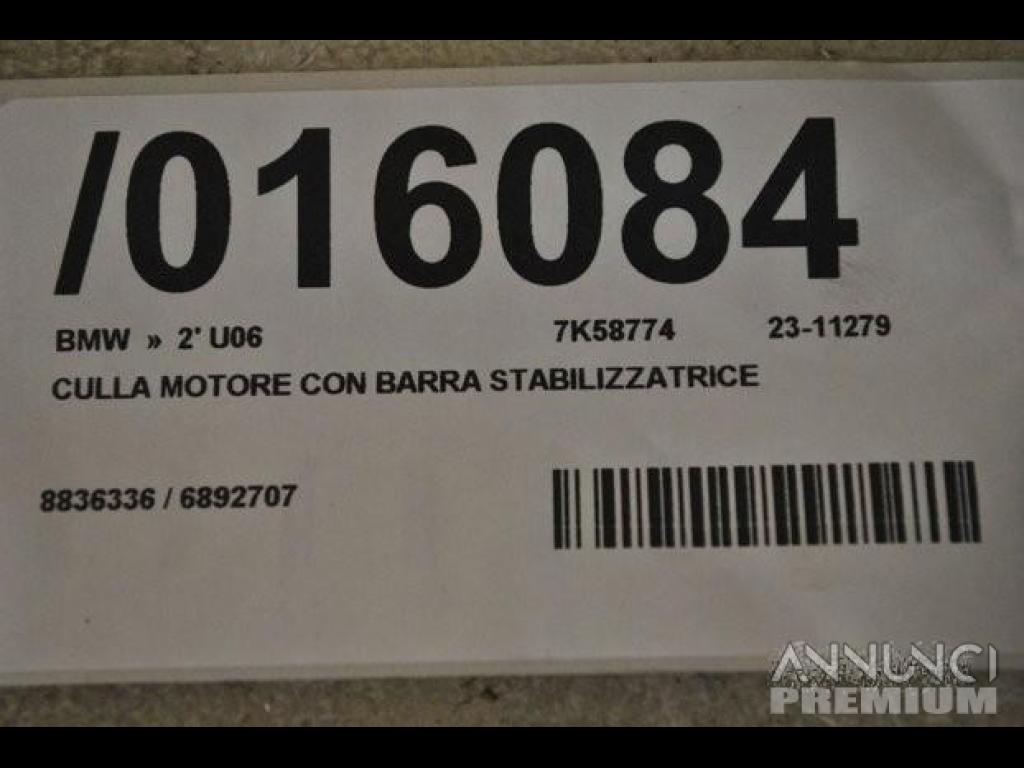 /016084
BMW » 2' U06 7K58774 23-11279
CULLA MOTORE CON BARRA STABILIZZATRICE
8836336 / 6892707
ANNUNCI
PREMIUM